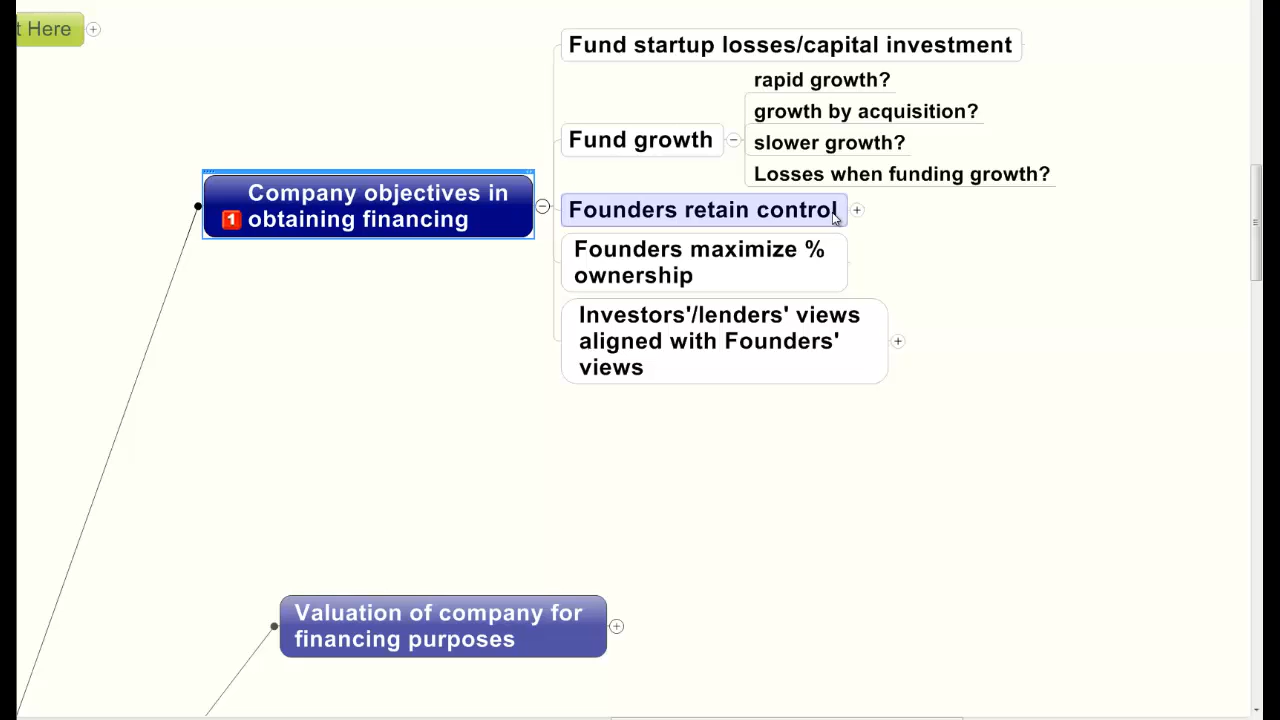 t Here
Fund startup losses/capital investment
rapid growth?
growth by acquisition?
Fund growth
slower growth?
Losses when funding growth?
Company objectives in
1 obtaining financing
Founders retain control
Founders maximize %
ownership
Investors'/lenders' views
aligned with Founders'
views
Valuation of company for
financing purposes